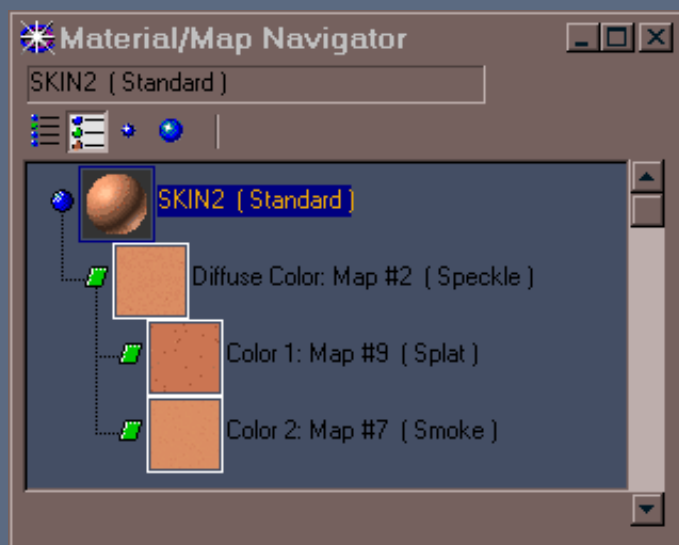 Material/Map Navigator
SKIN2 ( Standard )
SKIN2 ( Standard )
Diffuse Color: Map #2 ( Speckle )
Color 1: Map #9 ( Splat )
Color 2: Map #7 ( Smoke )